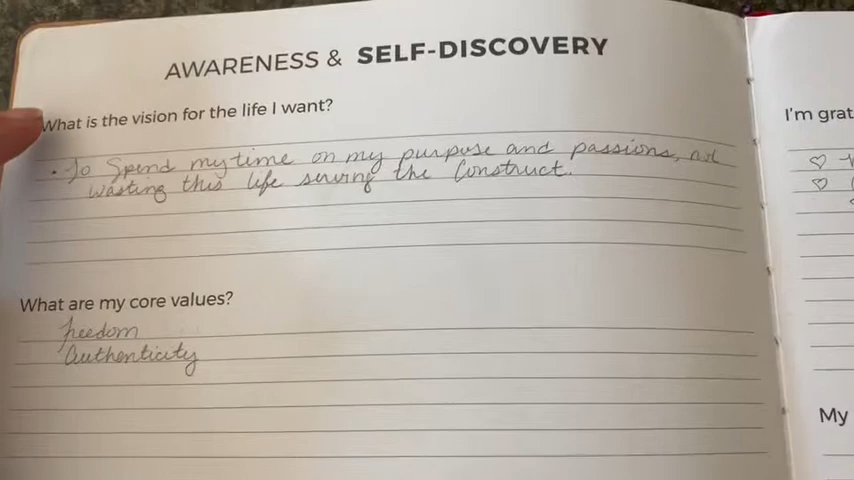 AWARENESS & SELF-DISCOVERY
What is the vision for the life I want?
• To Spend my time on my purpose and passions, not
wasting this life serving the Construct.
What are my core values?
freedom
Authenticity
I'm grat
♡
♡
My